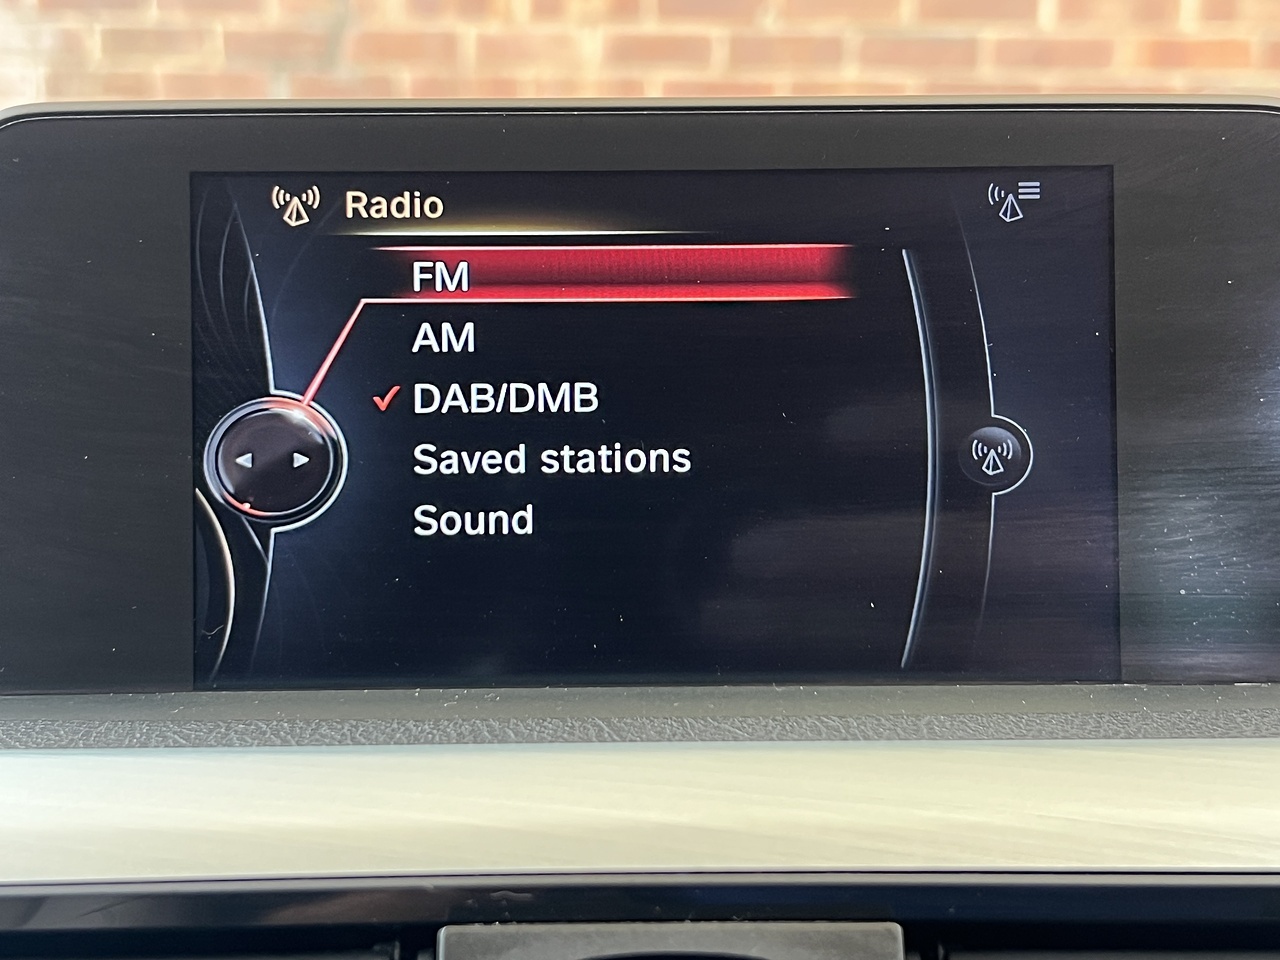 Radio
FM
AM
DAB/DMB
Saved stations
Sound